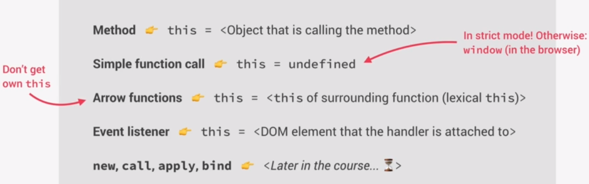 Method 👉 this = <Object that is calling the method>
In strict mode! Otherwise:
window (in the browser)
Simple function call 👉 this = undefined
Don't get
own this
Arrow functions 👉 this = <this of surrounding function (lexical this)>
Event listener 👉 this = <DOM element that the handler is attached to>
new, call, apply, bind 👉 <Later in the course... ⏳>